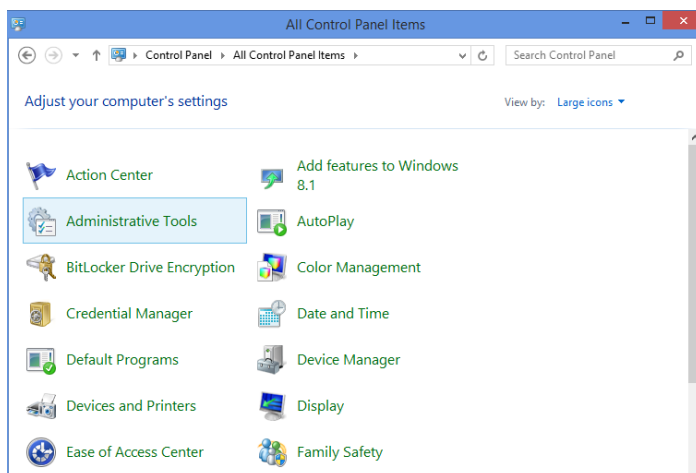 All Control Panel Items
Control Panel All Control Panel Items
Search Control Panel
Adjust your computer's settings
View by: Large icons
Action Center
Add features to Windows
8.1
Administrative Tools
AutoPlay
BitLocker Drive Encryption
Color Management
Credential Manager
Date and Time
Default Programs
Device Manager
Devices and Printers
Display
Ease of Access Center
Family Safety